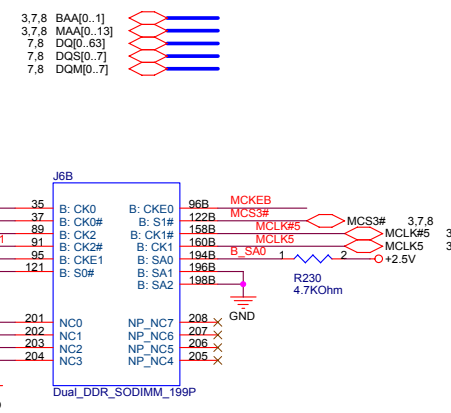 3,7,8 BAA[0..1]
3,7,8 MAA[0..13]
7,8 DQ[0..63]
7,8 DQS[0..7]
7,8 DQM[0..7]
J6B
35 B: CK0 B: CKE0 96B MCKEB
37 B: CK0# B: S1# 122B MCS3# MCS3# 3,7,8
89 B: CK2 B: CK1# 158B MCLK#5 MCLK#5 3
91 B: CK2# B: CK1 160B MCLK5 MCLK5 3
95 B: CKE1 B: SA0 194B B_SA0 1 2 +2.5V
121 B: S0# B: SA1 196B
B: SA2 198B
R230
4.7KOhm
GND
201 NC0 NP_NC7 208
202 NC1 NP_NC6 207
203 NC2 NP_NC5 206
204 NC3 NP_NC4 205
Dual_DDR_SODIMM_199P